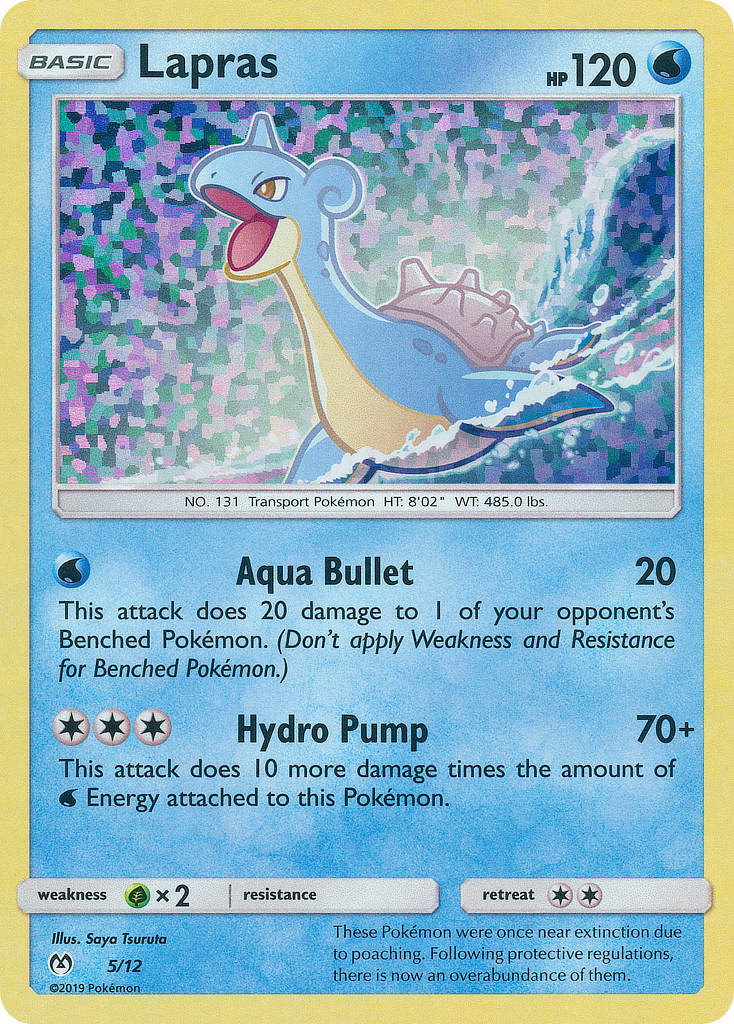 BASIC Lapras HP 120
NO. 131 Transport Pokémon HT: 8'02" WT: 485.0 lbs.
Aqua Bullet 20
This attack does 20 damage to 1 of your opponent's
Benched Pokémon. (Don't apply Weakness and Resistance
for Benched Pokémon.)
Hydro Pump 70+
This attack does 10 more damage times the amount of
Energy attached to this Pokémon.
weakness ×2 resistance retreat
Illus. Saya Tsuruta
5/12
©2019 Pokémon
These Pokémon were once near extinction due
to poaching. Following protective regulations,
there is now an overabundance of them.